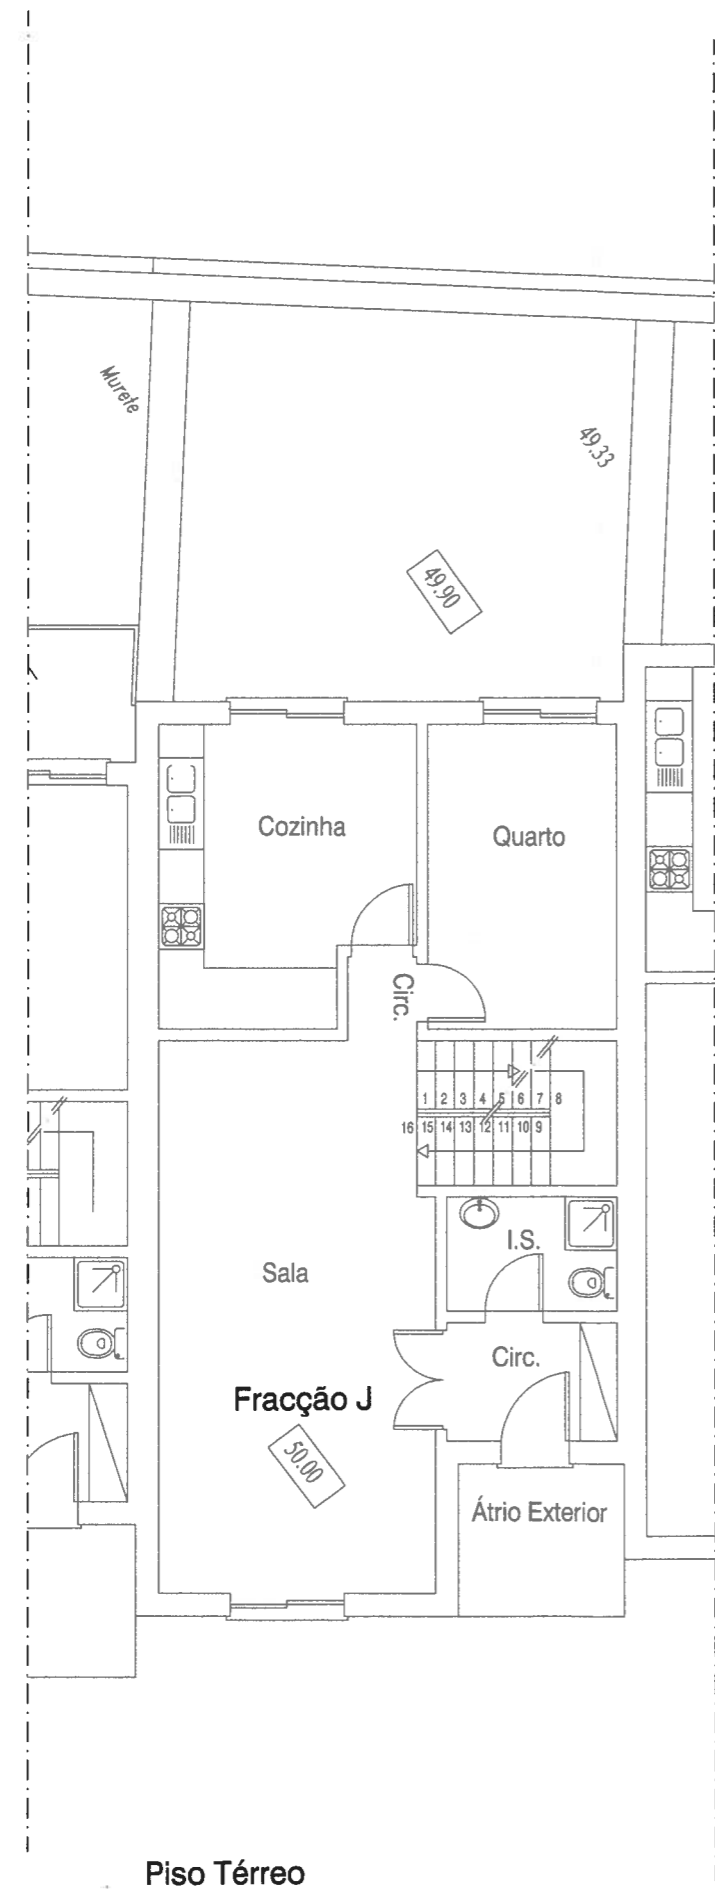 Murete
49.33
49.90
Cozinha
Quarto
Circ.
1 2 3 4 5 6 7 8
16 15 14 13 12 11 10 9
I.S.
Sala
Circ.
Fracção J
50.00
Átrio Exterior
Piso Térreo